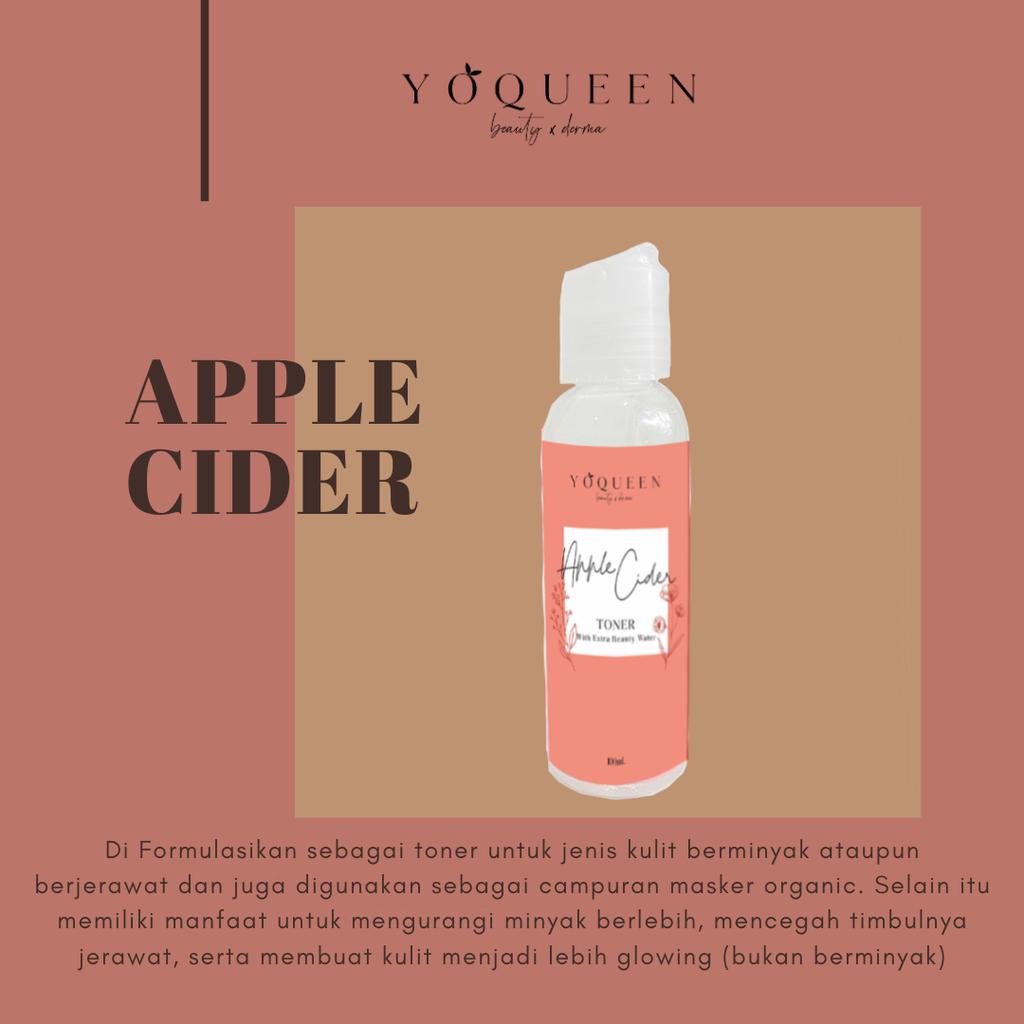 YOQUEEN
beauty x derma
APPLE
CIDER
YOQUEEN
beauty x derma
Apple Cider
TONER
With Extra Beauty Water
100ml
Di Formulasikan sebagai toner untuk jenis kulit berminyak ataupun
berjerawat dan juga digunakan sebagai campuran masker organic. Selain itu
memiliki manfaat untuk mengurangi minyak berlebih, mencegah timbulnya
jerawat, serta membuat kulit menjadi lebih glowing (bukan berminyak)